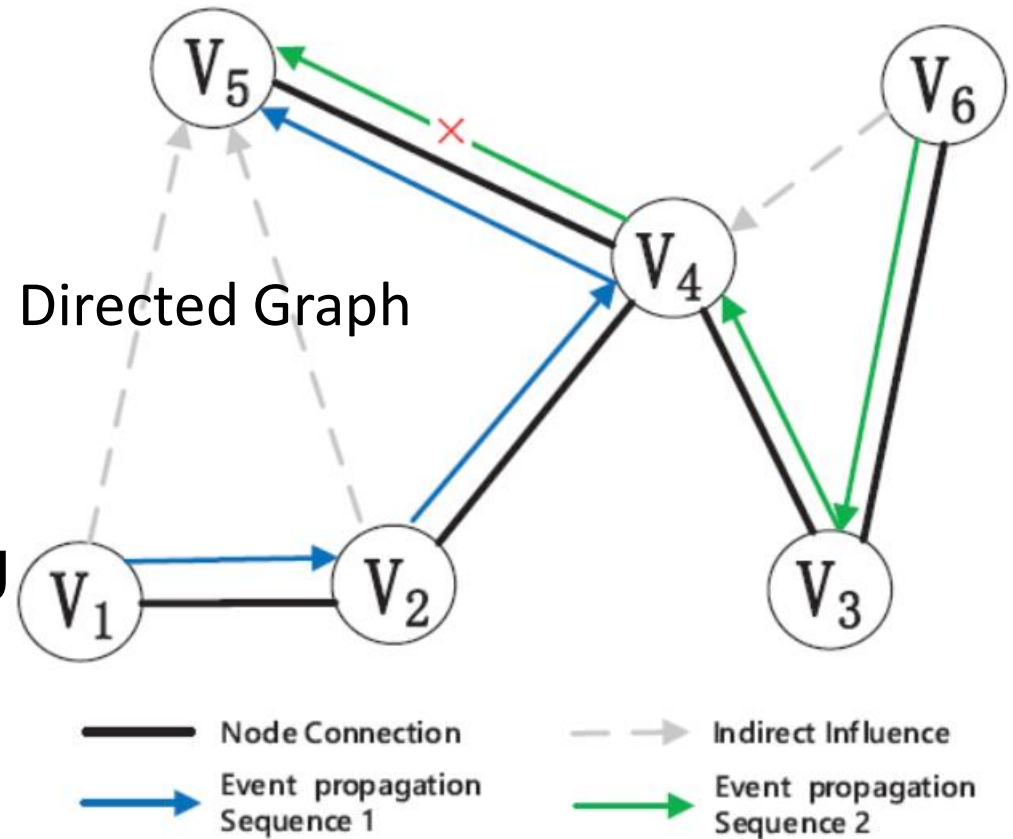 V5
V6
V4
Directed Graph
g
V1
V2
V3
Node Connection
Indirect Influence
Event propagation
Sequence 1
Event propagation
Sequence 2